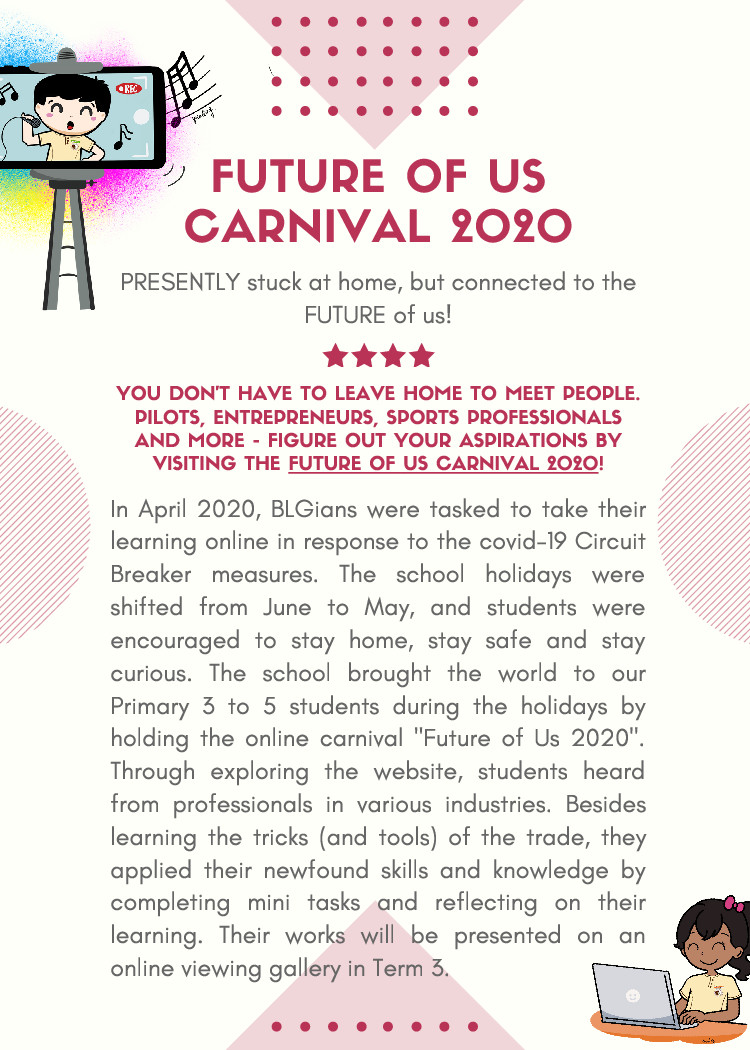 REC
FUTURE OF US
CARNIVAL 2020
PRESENTLY stuck at home, but connected to the
FUTURE of us!
YOU DON'T HAVE TO LEAVE HOME TO MEET PEOPLE.
PILOTS, ENTREPRENEURS, SPORTS PROFESSIONALS
AND MORE - FIGURE OUT YOUR ASPIRATIONS BY
VISITING THE FUTURE OF US CARNIVAL 2020!
In April 2020, BLGians were tasked to take their
learning online in response to the covid-19 Circuit
Breaker measures. The school holidays were
shifted from June to May, and students were
encouraged to stay home, stay safe and stay
curious. The school brought the world to our
Primary 3 to 5 students during the holidays by
holding the online carnival "Future of Us 2020".
Through exploring the website, students heard
from professionals in various industries. Besides
learning the tricks (and tools) of the trade, they
applied their newfound skills and knowledge by
completing mini tasks and reflecting on their
learning. Their works will be presented on an
online viewing gallery in Term 3.